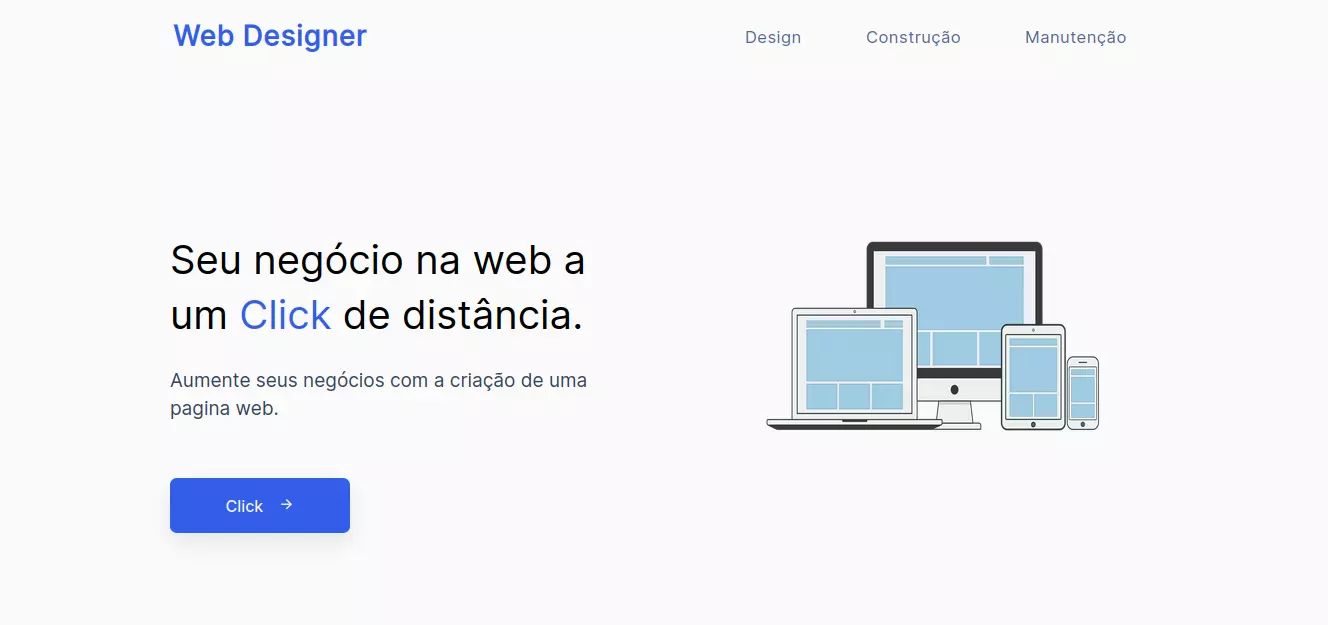 Web Designer
Design
Construção
Manutenção
Seu negócio na web a
um Click de distância.
Aumente seus negócios com a criação de uma
pagina web.
Click →